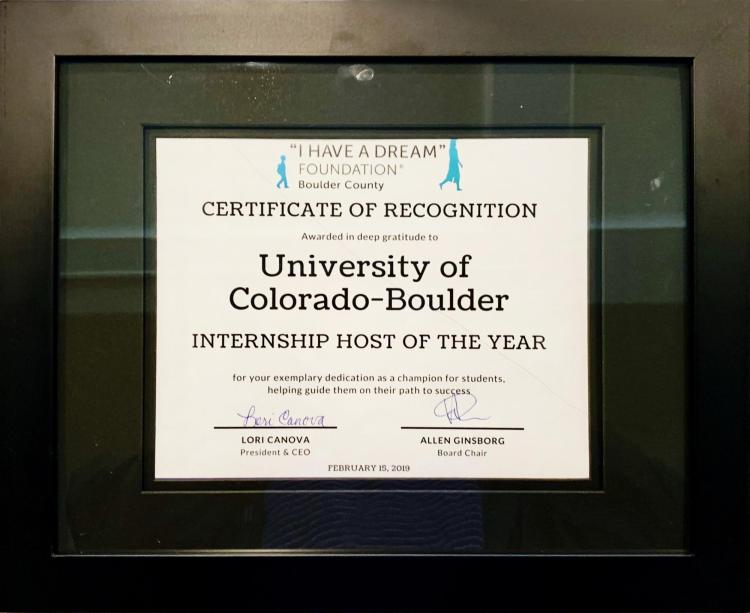 "I HAVE A DREAM"
FOUNDATION®
Boulder County
CERTIFICATE OF RECOGNITION
Awarded in deep gratitude to
University of
Colorado-Boulder
INTERNSHIP HOST OF THE YEAR
for your exemplary dedication as a champion for students,
helping guide them on their path to success
Lori Canova
LORI CANOVA
President & CEO
ALLEN GINSBORG
Board Chair
FEBRUARY 15, 2019